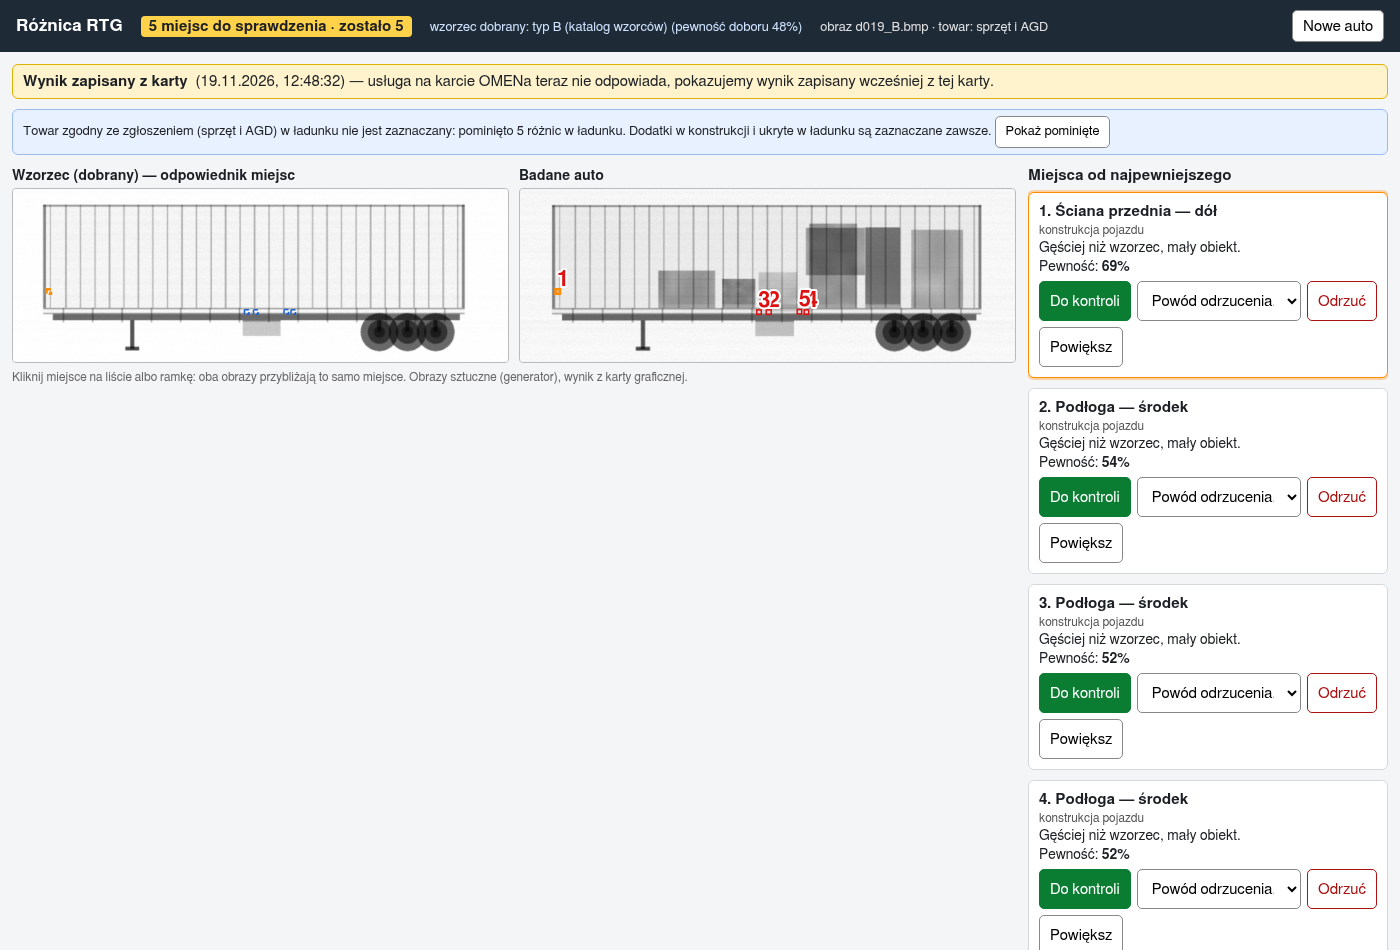 Różnica RTG
5 miejsc do sprawdzenia · zostało 5
wzorzec dobrany: typ B (katalog wzorców) (pewność doboru 48%)
obraz d019_B.bmp · towar: sprzęt i AGD
Nowe auto
Wynik zapisany z karty (19.11.2026, 12:48:32) — usługa na karcie OMENa teraz nie odpowiada, pokazujemy wynik zapisany wcześniej z tej karty.
Towar zgodny ze zgłoszeniem (sprzęt i AGD) w ładunku nie jest zaznaczany: pominięto 5 różnic w ładunku. Dodatki w konstrukcji i ukryte w ładunku są zaznaczane zawsze.
Pokaż pominięte
Wzorzec (dobrany) — odpowiednik miejsc
Badane auto
1
3 2
5 4
Kliknij miejsce na liście albo ramkę: oba obrazy przybliżają to samo miejsce. Obrazy sztuczne (generator), wynik z karty graficznej.
Miejsca od najpewniejszego
1. Ściana przednia — dół
konstrukcja pojazdu
Gęściej niż wzorzec, mały obiekt.
Pewność: 69%
Do kontroli
Powód odrzucenia
Odrzuć
Powiększ
2. Podłoga — środek
konstrukcja pojazdu
Gęściej niż wzorzec, mały obiekt.
Pewność: 54%
Do kontroli
Powód odrzucenia
Odrzuć
Powiększ
3. Podłoga — środek
konstrukcja pojazdu
Gęściej niż wzorzec, mały obiekt.
Pewność: 52%
Do kontroli
Powód odrzucenia
Odrzuć
Powiększ
4. Podłoga — środek
konstrukcja pojazdu
Gęściej niż wzorzec, mały obiekt.
Pewność: 52%
Do kontroli
Powód odrzucenia
Odrzuć
Powiększ